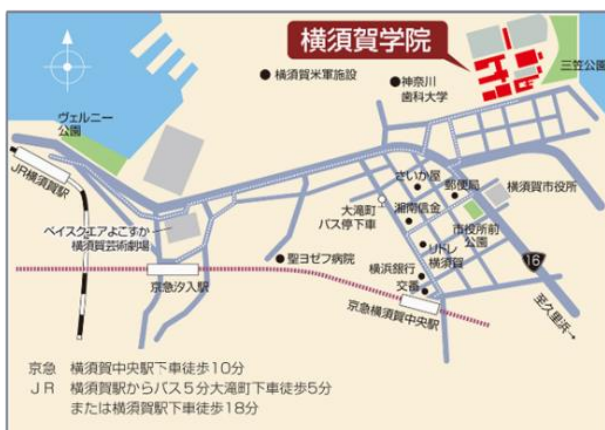 横須賀学院
三笠公園
横須賀米軍施設
神奈川
歯科大学
ヴェルニー
公園
JR横須賀駅
さいか屋
郵便局
横須賀市役所
大滝町
バス停下車
湘南信金
市役所前
公園
ベイスクエアよこすか
横須賀芸術劇場
リドレ
横須賀
聖ヨゼフ病院
横浜銀行
16
京急汐入駅
交番
京急横須賀中央駅
至久里浜→
京急 横須賀中央駅下車徒歩10分
JR 横須賀駅からバス5分大滝町下車徒歩5分
または横須賀駅下車徒歩18分